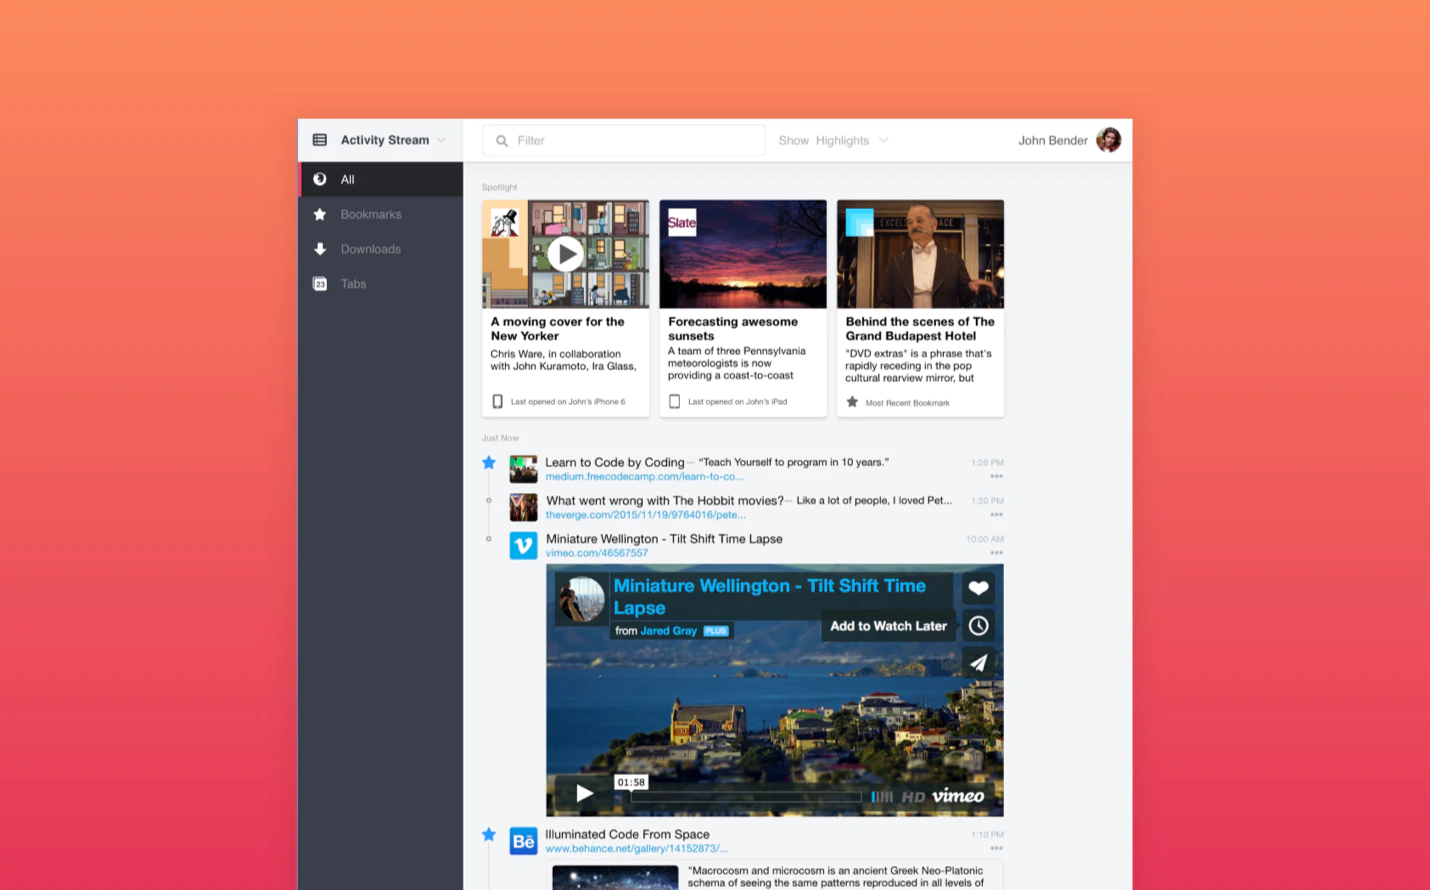 Activity Stream
Filter
Show Highlights
John Bender
All
Bookmarks
Downloads
23
Tabs
Spotlight
A moving cover for the
New Yorker
Chris Ware, in collaboration
with John Kuramoto, Ira Glass,
Last opened on John's iPhone 6
Slate
Forecasting awesome
sunsets
A team of three Pennsylvania
meteorologists is now
providing a coast-to-coast
Last opened on John's iPad
Behind the scenes of The
Grand Budapest Hotel
"DVD extras" is a phrase that's
rapidly receding in the pop
cultural rearview mirror, but
Most Recent Bookmark
Just Now
Learn to Code by Coding— “Teach Yourself to program in 10 years.” 1:26 PM
medium.freecodecamp.com/learn-to-co...
What went wrong with The Hobbit movies?— Like a lot of people, I loved Pet... 1:20 PM
theverge.com/2015/11/19/9764016/pete...
Miniature Wellington - Tilt Shift Time Lapse 10:00 AM
vimeo.com/46567557
Miniature Wellington - Tilt Shift Time
Lapse
from Jared Gray PLUS
Add to Watch Later
01:58
HD vimeo
Bē
Illuminated Code From Space 1:10 PM
www.behance.net/gallery/14152873/...
"Macrocosm and microcosm is an ancient Greek Neo-Platonic
schema of seeing the same patterns reproduced in all levels of